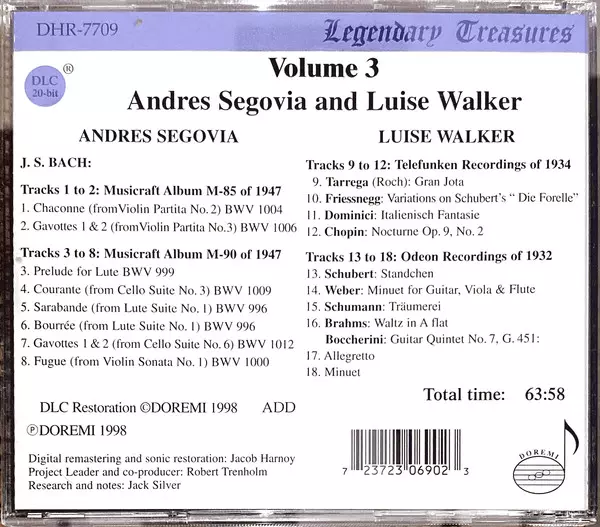 DHR-7709
Legendary Treasures
DLC
20-bit
®
Volume 3
Andres Segovia and Luise Walker
ANDRES SEGOVIA
J. S. BACH:
Tracks 1 to 2: Musicraft Album M-85 of 1947
1. Chaconne (fromViolin Partita No. 2) BWV 1004
2. Gavottes 1 & 2 (fromViolin Partita No.3) BWV 1006
Tracks 3 to 8: Musicraft Album M-90 of 1947
3. Prelude for Lute BWV 999
4. Courante (from Cello Suite No. 3) BWV 1009
5. Sarabande (from Lute Suite No. 1) BWV 996
6. Bourrée (from Lute Suite No. 1) BWV 996
7. Gavottes 1 & 2 (from Cello Suite No. 6) BWV 1012
8. Fugue (from Violin Sonata No. 1) BWV 1000
LUISE WALKER
Tracks 9 to 12: Telefunken Recordings of 1934
9. Tarrega (Roch): Gran Jota
10. Friessnegg: Variations on Schubert's “ Die Forelle”
11. Dominici: Italienisch Fantasie
12. Chopin: Nocturne Op. 9, No. 2
Tracks 13 to 18: Odeon Recordings of 1932
13. Schubert: Standchen
14. Weber: Minuet for Guitar, Viola & Flute
15. Schumann: Träumerei
16. Brahms: Waltz in A flat
Boccherini: Guitar Quintet No. 7, G. 451:
17. Allegretto
18. Minuet
Total time: 63:58
DLC Restoration ©DOREMI 1998 ADD
℗DOREMI 1998
Digital remastering and sonic restoration: Jacob Harnoy
Project Leader and co-producer: Robert Trenholm
Research and notes: Jack Silver
7 23723 06902 3
DOREMI